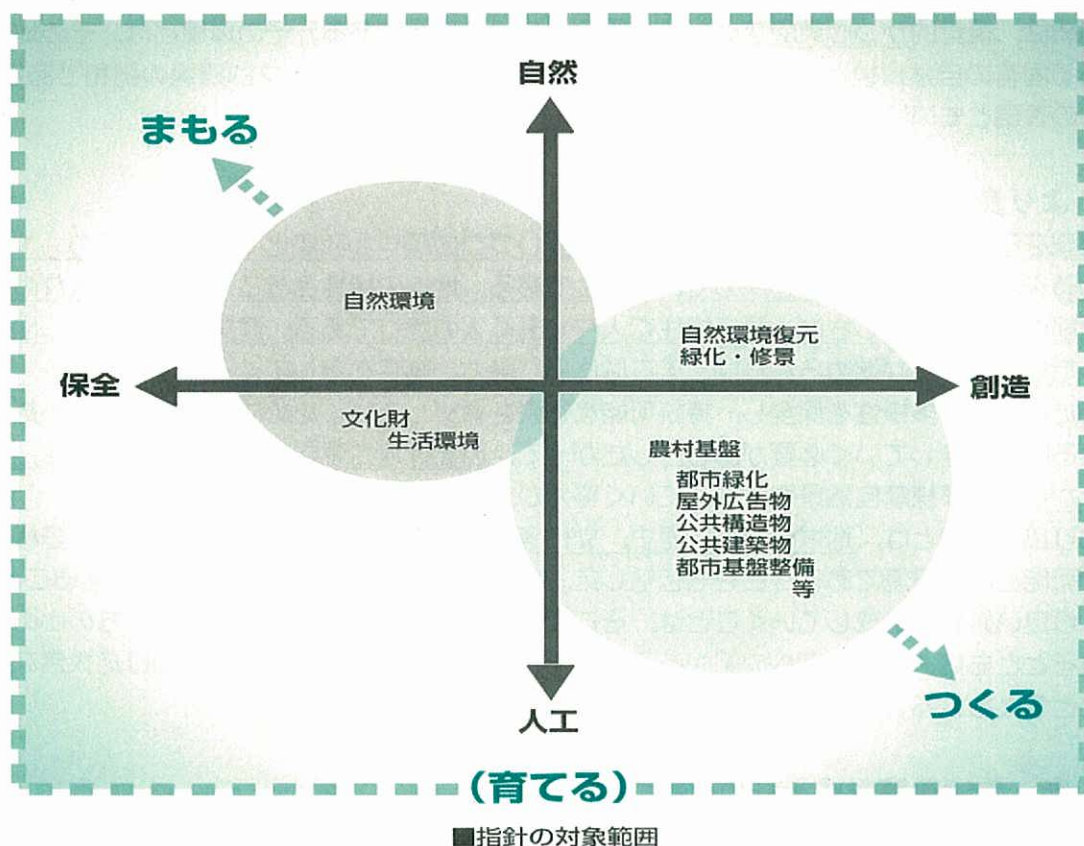 自然
まもる
自然環境
自然環境復元
緑化・修景
保全
創造
文化財
生活環境
農村基盤
都市緑化
屋外広告物
公共構造物
公共建築物
都市基盤整備
等
つくる
人工
(育てる)
■指針の対象範囲